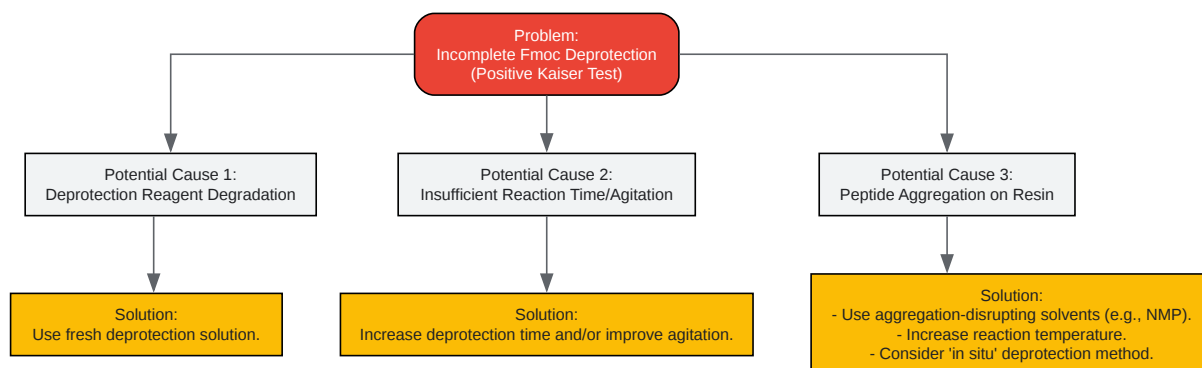 Problem:
Incomplete Fmoc Deprotection
(Positive Kaiser Test)
Potential Cause 1:
Deprotection Reagent Degradation
Potential Cause 2:
Insufficient Reaction Time/Agitation
Potential Cause 3:
Peptide Aggregation on Resin
Solution:
Use fresh deprotection solution.
Solution:
Increase deprotection time and/or improve agitation.
Solution:
- Use aggregation-disrupting solvents (e.g., NMP).
- Increase reaction temperature.
- Consider 'in situ' deprotection method.